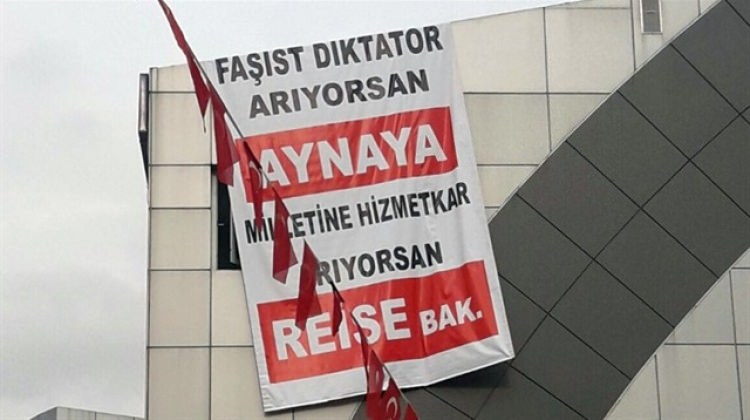 FAŞIST DIKTATOR
ARIYORSAN
AYNAYA
MILLETINE HIZMETKAR
ARIYORSAN
REISE BAK.